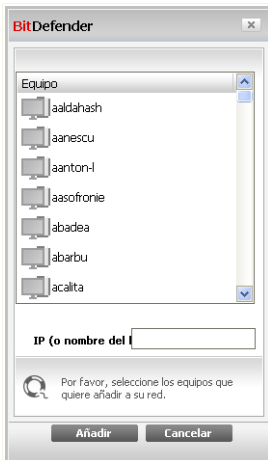 BitDefender
Equipo
aaldahash
aanescu
aanton-l
aasofronie
abadea
abarbu
acalita
IP (o nombre del
Por favor, seleccione los equipos que
quiere añadir a su red.
Añadir Cancelar